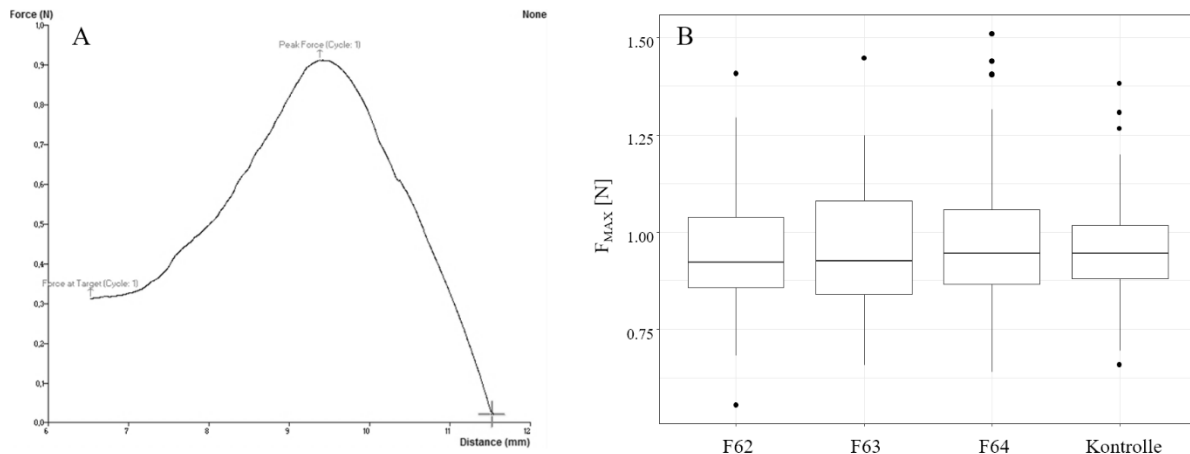 Force (N)
None
A
1,0
0,9
0,8
0,7
0,6
0,5
0,4
0,3
0,2
0,1
0,0
Peak Force (Cycle: 1)
Force at Target (Cycle: 1)
6 7 8 9 10 11 12
Distance (mm)
B
F_MAX [N]
1.50
1.25
1.00
0.75
F62 F63 F64 Kontrolle